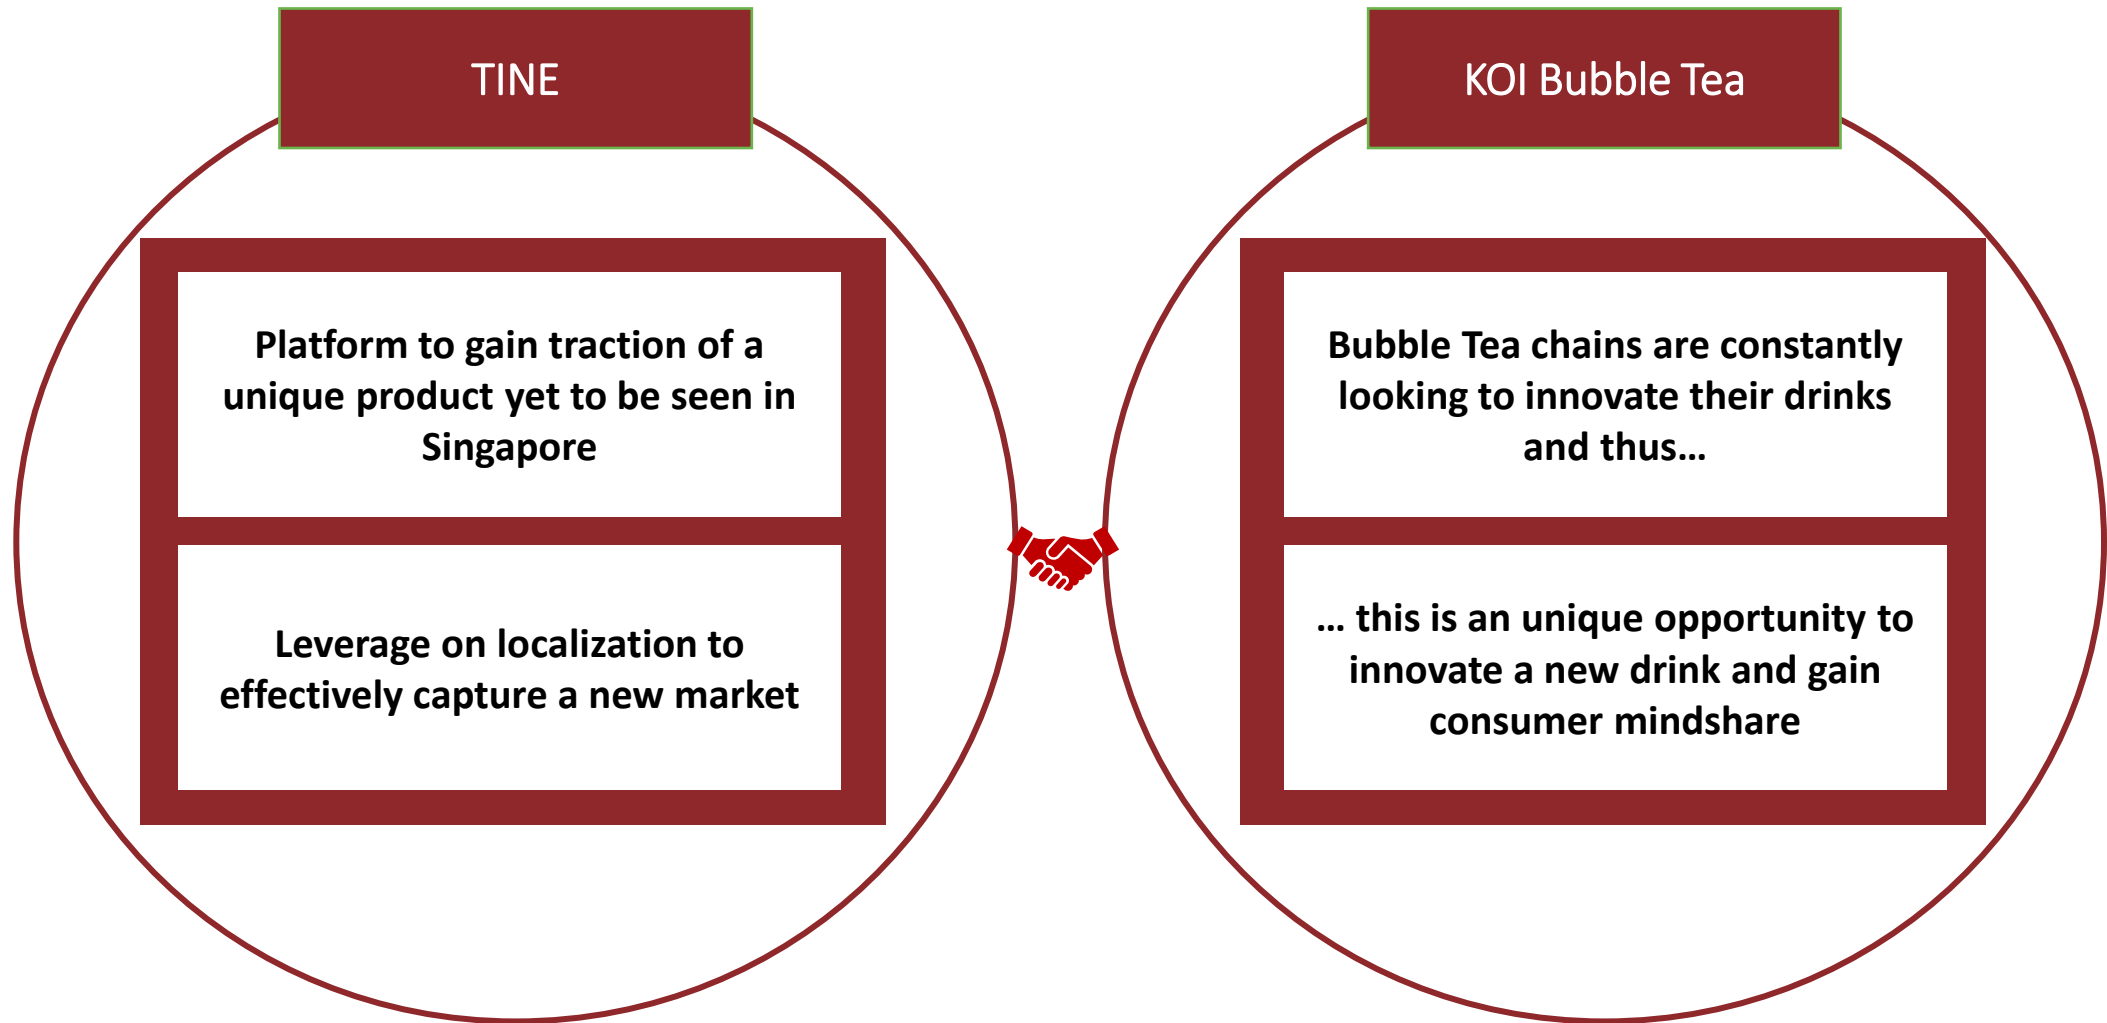 TINE
Platform to gain traction of a
unique product yet to be seen in
Singapore
Leverage on localization to
effectively capture a new market
KOI Bubble Tea
Bubble Tea chains are constantly
looking to innovate their drinks
and thus…
… this is an unique opportunity to
innovate a new drink and gain
consumer mindshare